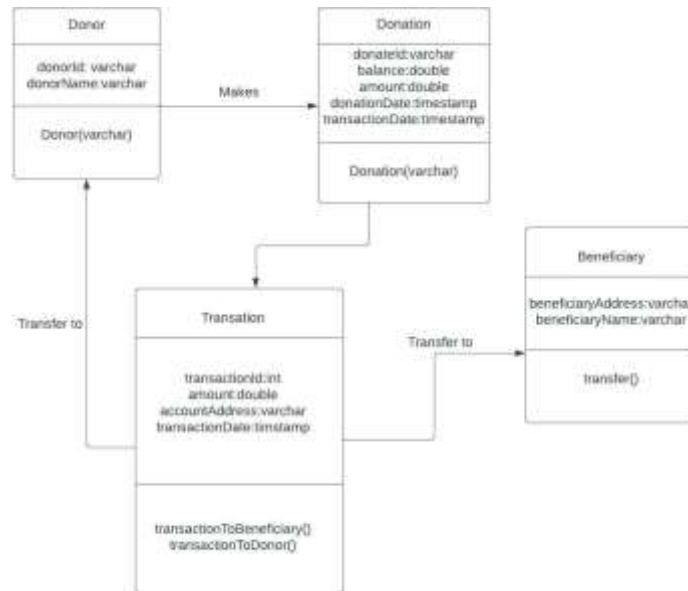 Donor
donorId: varchar
donorName:varchar
Donor(varchar)
Makes
Donation
donateId:varchar
balance:double
amount:double
donationDate:timestamp
transactionDate:timestamp
Donation(varchar)
Transfer to
Transation
transactionId:int
amount:double
accountAddress:varchar
transactionDate:timstamp
transactionToBeneficiary()
transactionToDonor()
Transfer to
Beneficiary
beneficiaryAddress:varcha
beneficiaryName:varchar
transfer()